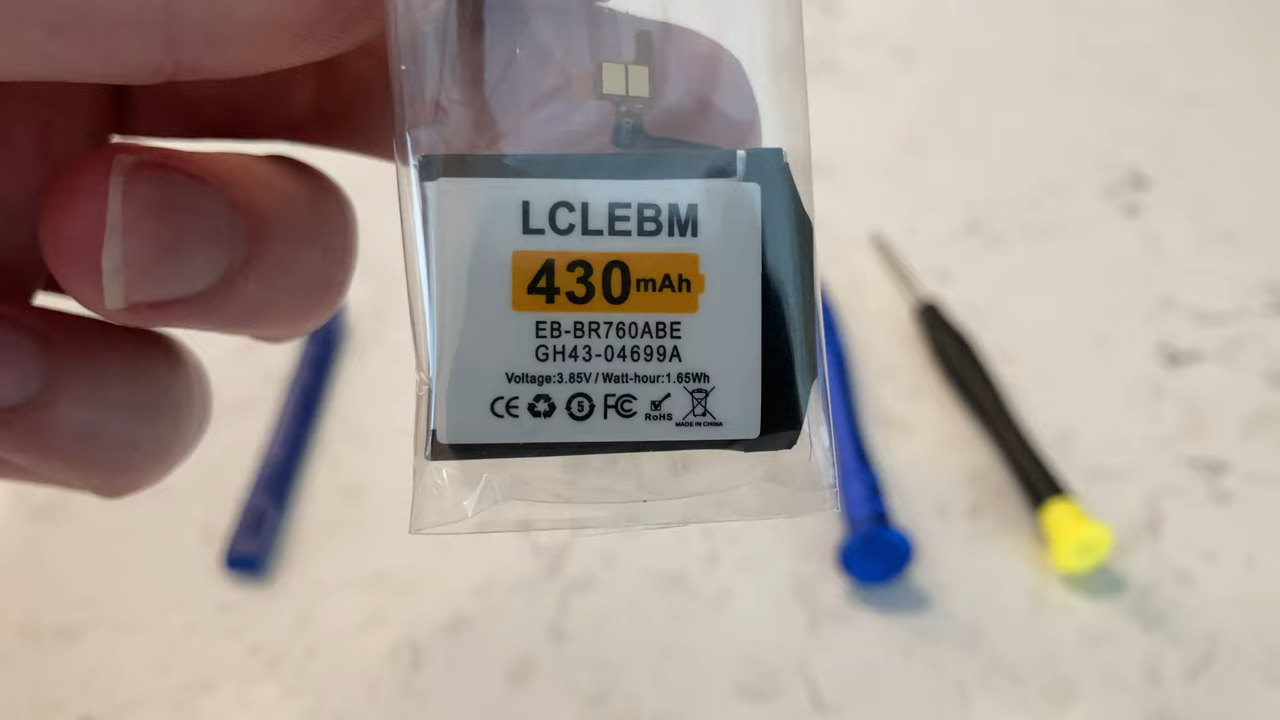 LCLEBM
430mAh
EB-BR760ABE
GH43-04699A
Voltage:3.85V / Watt-hour:1.65Wh
CE 5 FC RoHS
MADE IN CHINA